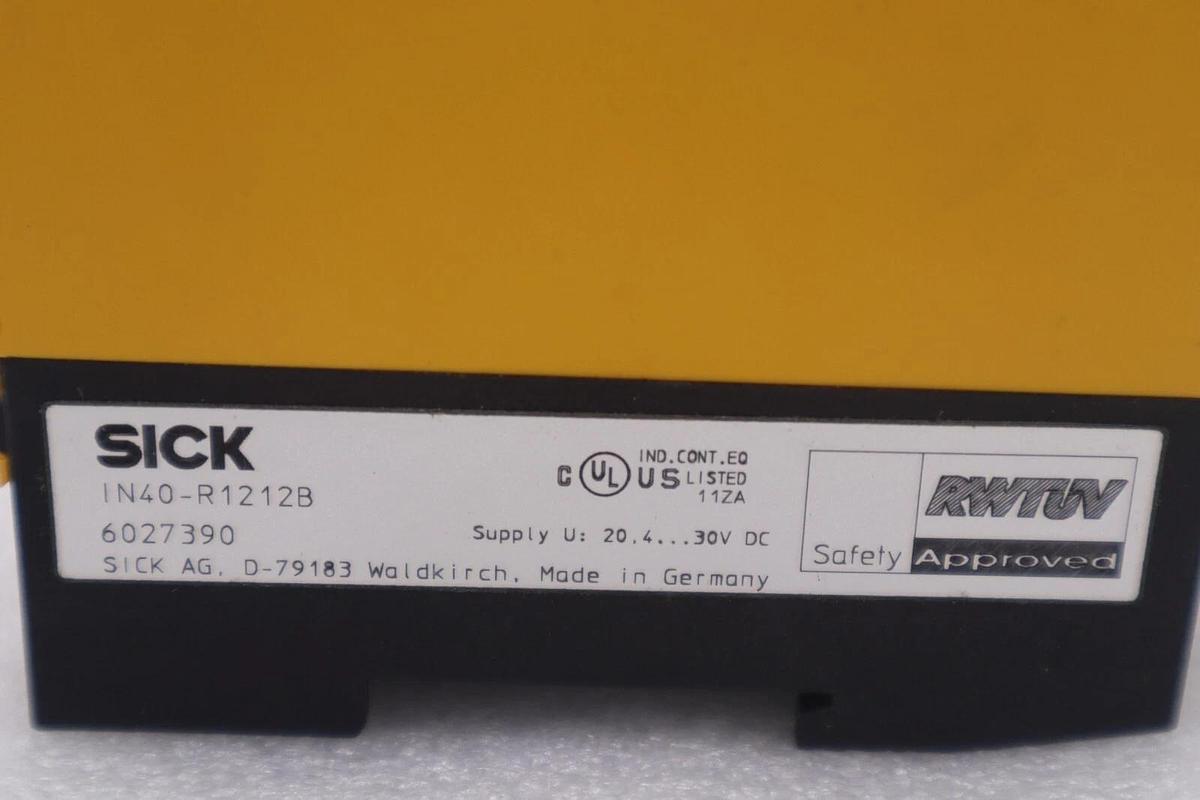 SICK
IN40-R1212B
6027390
SICK AG, D-79183 Waldkirch, Made in Germany
C UL US
IND.CONT.EQ
LISTED
11ZA
Supply U: 20,4...30V DC
RWTÜV
Safety Approved